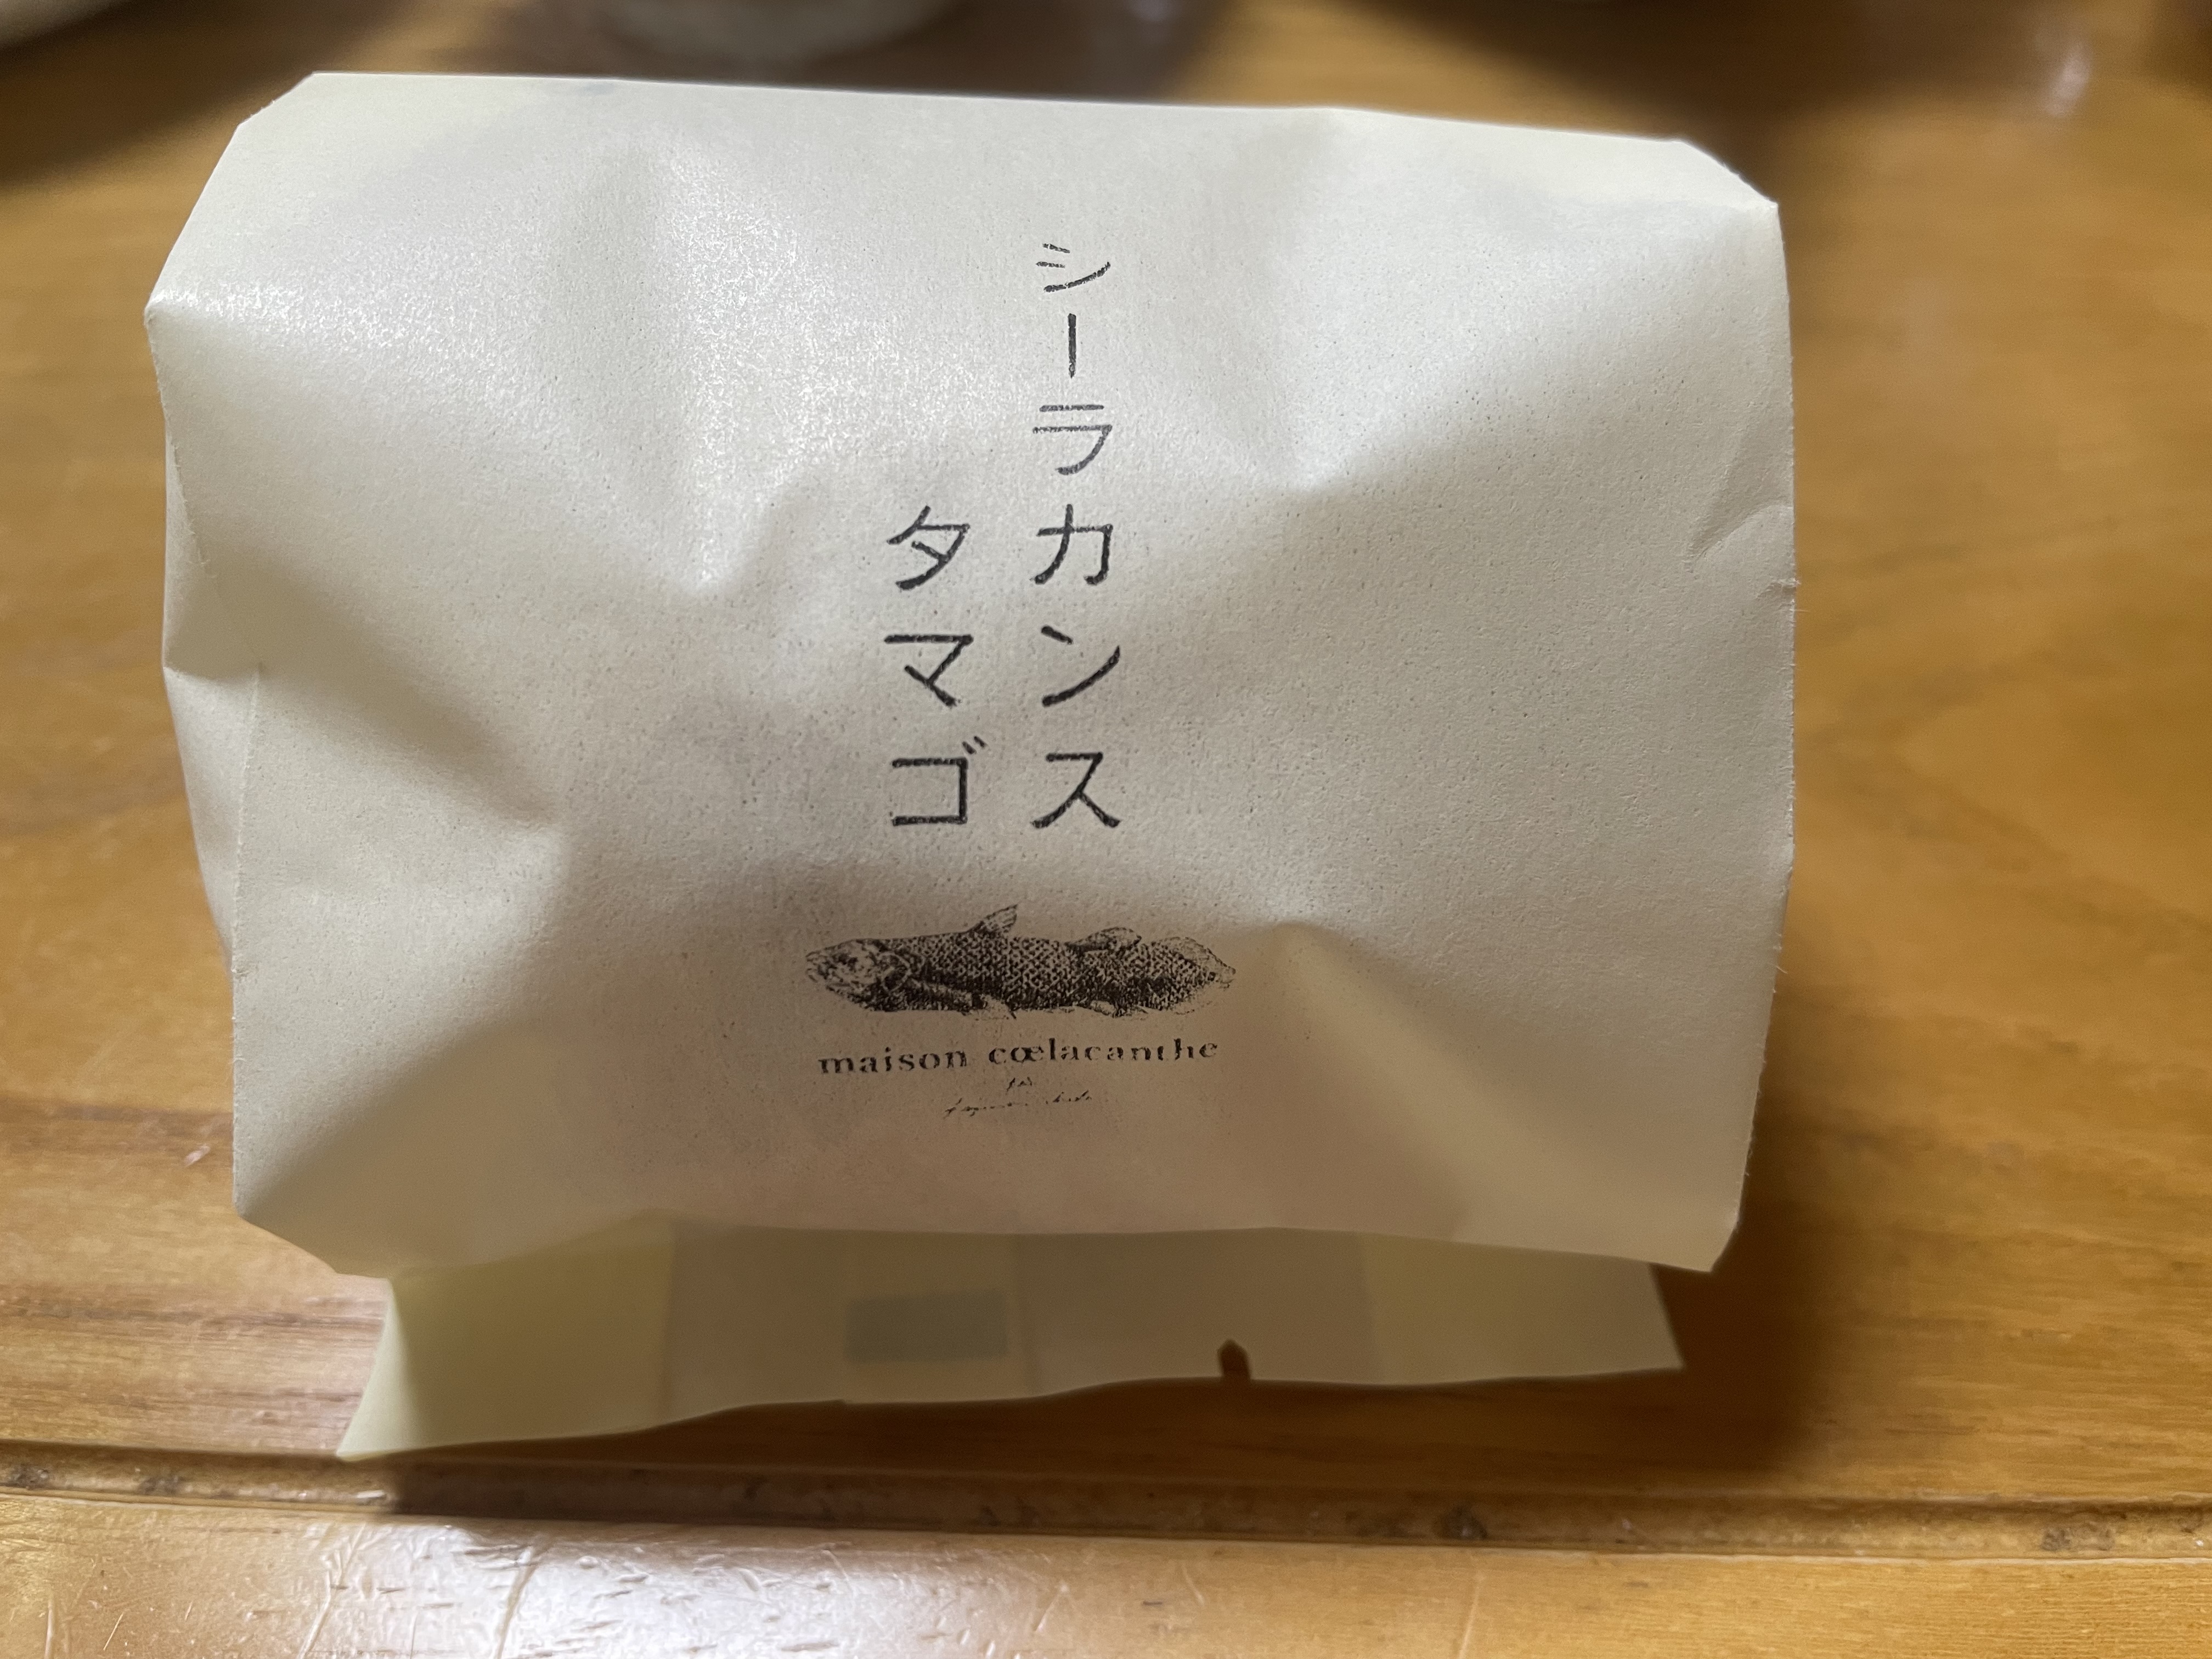 シーラカンス
タマゴ
maison cœlacanthe